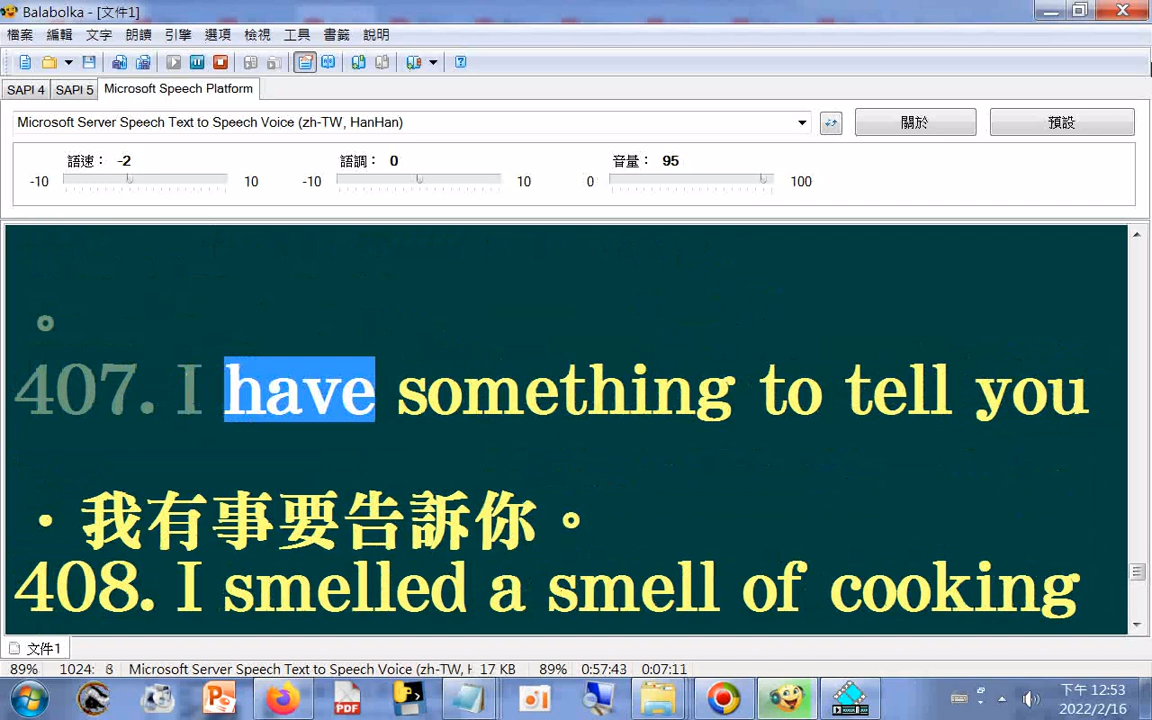 Balabolka - [文件1]
檔案 編輯 文字 朗讀 引擎 選項 檢視 工具 書籤 說明
SAPI 4 SAPI 5 Microsoft Speech Platform
Microsoft Server Speech Text to Speech Voice (zh-TW, HanHan) 關於 預設
語速： -2 語調： 0 音量： 95
-10 10 -10 10 0 100
。
407. I have something to tell you
．我有事要告訴你。
408. I smelled a smell of cooking
文件1
89% 1024: 8 Microsoft Server Speech Text to Speech Voice (zh-TW, H 17 KB 89% 0:57:43 0:07:11
PDF
下午 12:53
2022/2/16